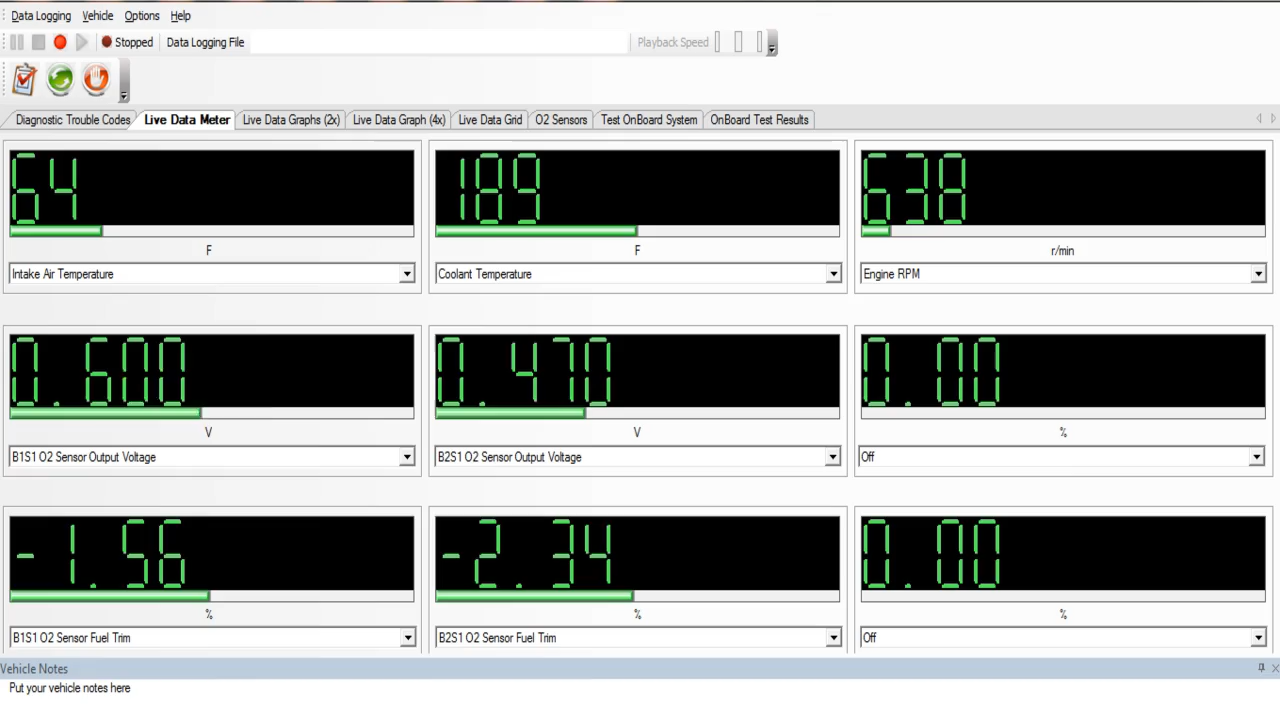 Data Logging Vehicle Options Help
Stopped Data Logging File Playback Speed
Diagnostic Trouble Codes Live Data Meter Live Data Graphs (2x) Live Data Graph (4x) Live Data Grid O2 Sensors Test OnBoard System OnBoard Test Results
64 189 638
F F r/min
Intake Air Temperature Coolant Temperature Engine RPM
0.600 0.470 0.00
V V %
B1S1 O2 Sensor Output Voltage B2S1 O2 Sensor Output Voltage Off
-1.56 -2.34 0.00
% % %
B1S1 O2 Sensor Fuel Trim B2S1 O2 Sensor Fuel Trim Off
Vehicle Notes
Put your vehicle notes here